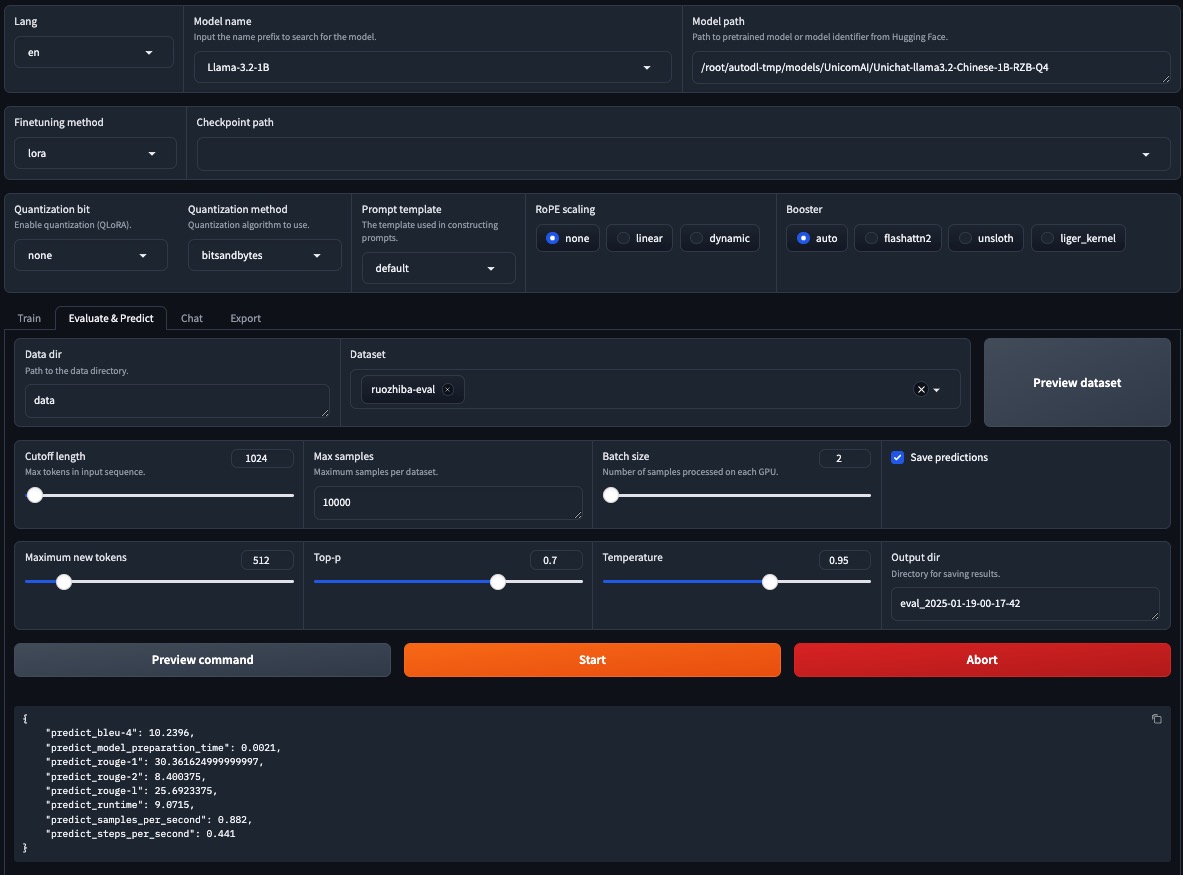 Lang
en
Model name
Input the name prefix to search for the model.
Llama-3.2-1B
Model path
Path to pretrained model or model identifier from Hugging Face.
/root/autodl-tmp/models/UnicomAI/Unichat-llama3.2-Chinese-1B-RZB-Q4
Finetuning method
lora
Checkpoint path
Quantization bit
Enable quantization (QLoRA).
none
Quantization method
Quantization algorithm to use.
bitsandbytes
Prompt template
The template used in constructing
prompts.
default
RoPE scaling
none
linear
dynamic
Booster
auto
flashattn2
unsloth
liger_kernel
Train
Evaluate & Predict
Chat
Export
Data dir
Path to the data directory.
data
Dataset
ruozhiba-eval
Preview dataset
Cutoff length
1024
Max tokens in input sequence.
Max samples
Maximum samples per dataset.
10000
Batch size
2
Number of samples processed on each GPU.
Save predictions
Maximum new tokens
512
Top-p
0.7
Temperature
0.95
Output dir
Directory for saving results.
eval_2025-01-19-00-17-42
Preview command
Start
Abort
{
"predict_bleu-4": 10.2396,
"predict_model_preparation_time": 0.0021,
"predict_rouge-1": 30.361624999999997,
"predict_rouge-2": 8.400375,
"predict_rouge-l": 25.6923375,
"predict_runtime": 9.0715,
"predict_samples_per_second": 0.882,
"predict_steps_per_second": 0.441
}